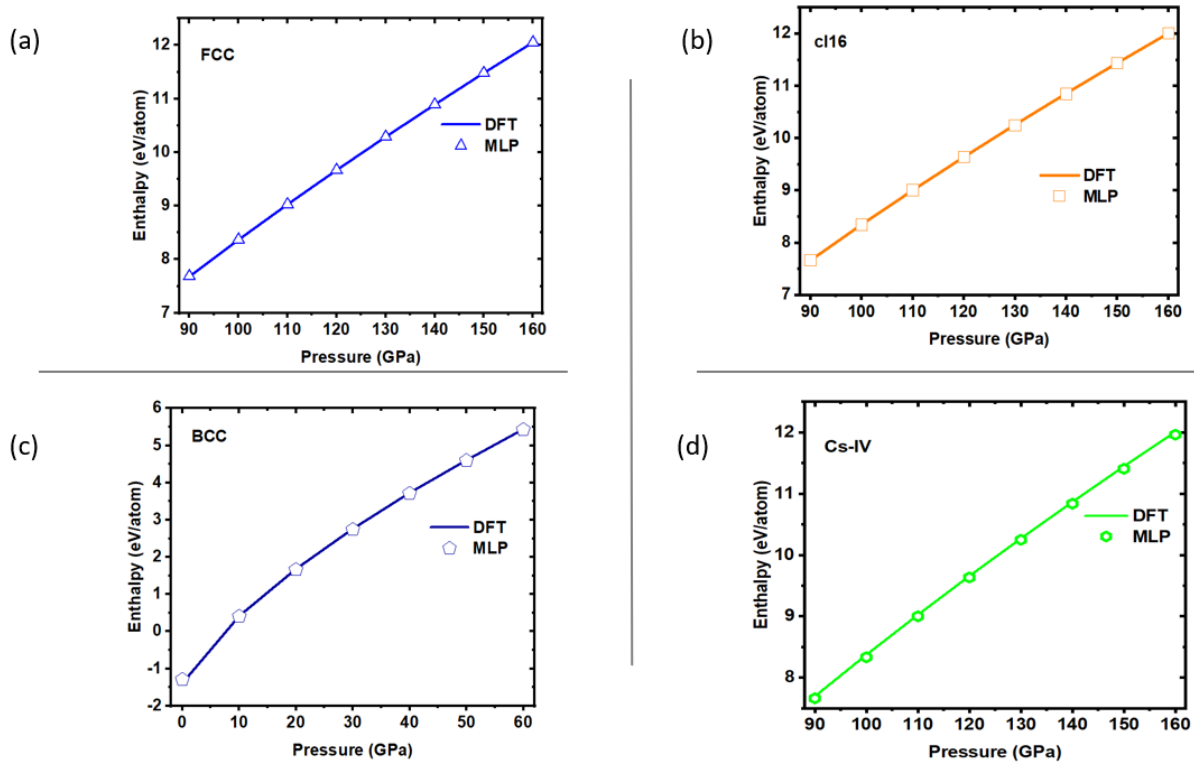 (a)
FCC
DFT
MLP
Enthalpy (eV/atom)
12
11
10
9
8
7
90 100 110 120 130 140 150 160
Pressure (GPa)
(b)
cI16
DFT
MLP
Enthalpy (eV/atom)
12
11
10
9
8
7
90 100 110 120 130 140 150 160
Pressure (GPa)
(c)
BCC
DFT
MLP
Enthalpy (eV/atom)
6
5
4
3
2
1
0
-1
-2
0 10 20 30 40 50 60
Pressure (GPa)
(d)
Cs-IV
DFT
MLP
Enthalpy (eV/atom)
12
11
10
9
8
90 100 110 120 130 140 150 160
Pressure (GPa)